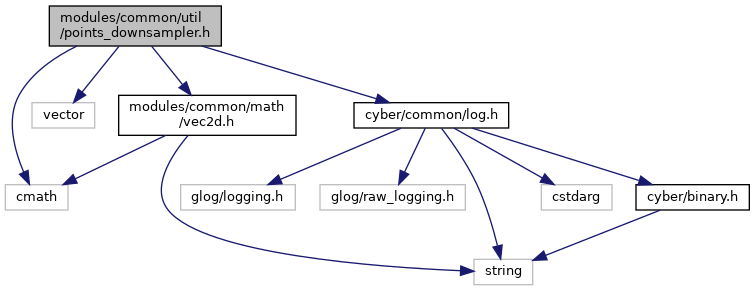 modules/common/util
/points_downsampler.h
vector
modules/common/math
/vec2d.h
cyber/common/log.h
cmath
glog/logging.h
glog/raw_logging.h
cstdarg
cyber/binary.h
string